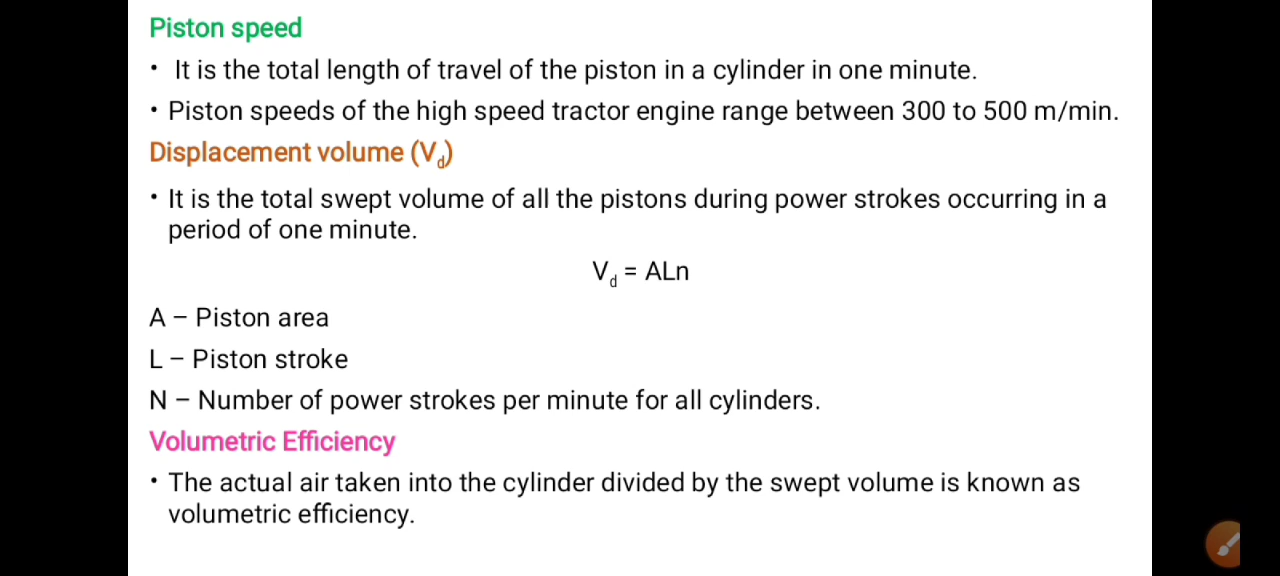 Piston speed
• It is the total length of travel of the piston in a cylinder in one minute.
• Piston speeds of the high speed tractor engine range between 300 to 500 m/min.
Displacement volume (Vd)
• It is the total swept volume of all the pistons during power strokes occurring in a
period of one minute.
Vd = ALn
A – Piston area
L – Piston stroke
N – Number of power strokes per minute for all cylinders.
Volumetric Efficiency
• The actual air taken into the cylinder divided by the swept volume is known as
volumetric efficiency.